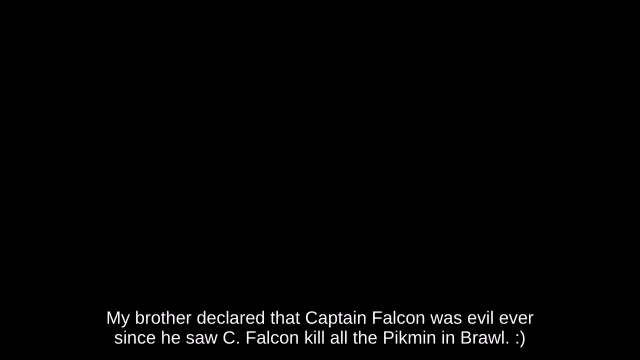 My brother declared that Captain Falcon was evil ever
since he saw C. Falcon kill all the Pikmin in Brawl. :)